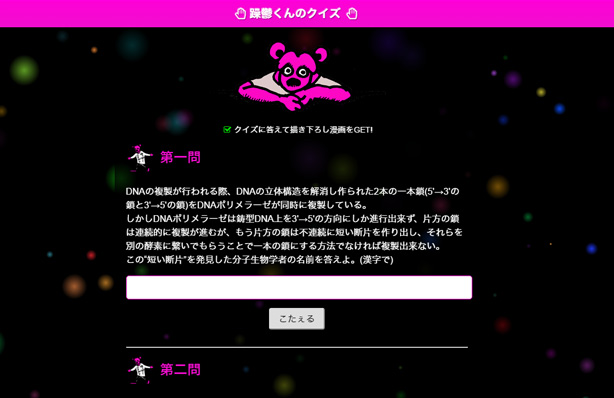 躁鬱くんのクイズ
クイズに答えて描き下ろし漫画をGET!
第一問
DNAの複製が行われる際、DNAの立体構造を解消し作られた2本の一本鎖(5'→3'の
鎖と3'→5'の鎖)をDNAポリメラーゼが同時に複製している。
しかしDNAポリメラーゼは鋳型DNA上を3'→5'の方向にしか進行出来ず、片方の鎖
は連続的に複製が進むが、もう片方の鎖は不連続に短い断片を作り出し、それらを
別の酵素に繋いでもらうことで一本の鎖にする方法でなければ複製出来ない。
この"短い断片"を発見した分子生物学者の名前を答えよ。(漢字で)
こたぇる
第二問